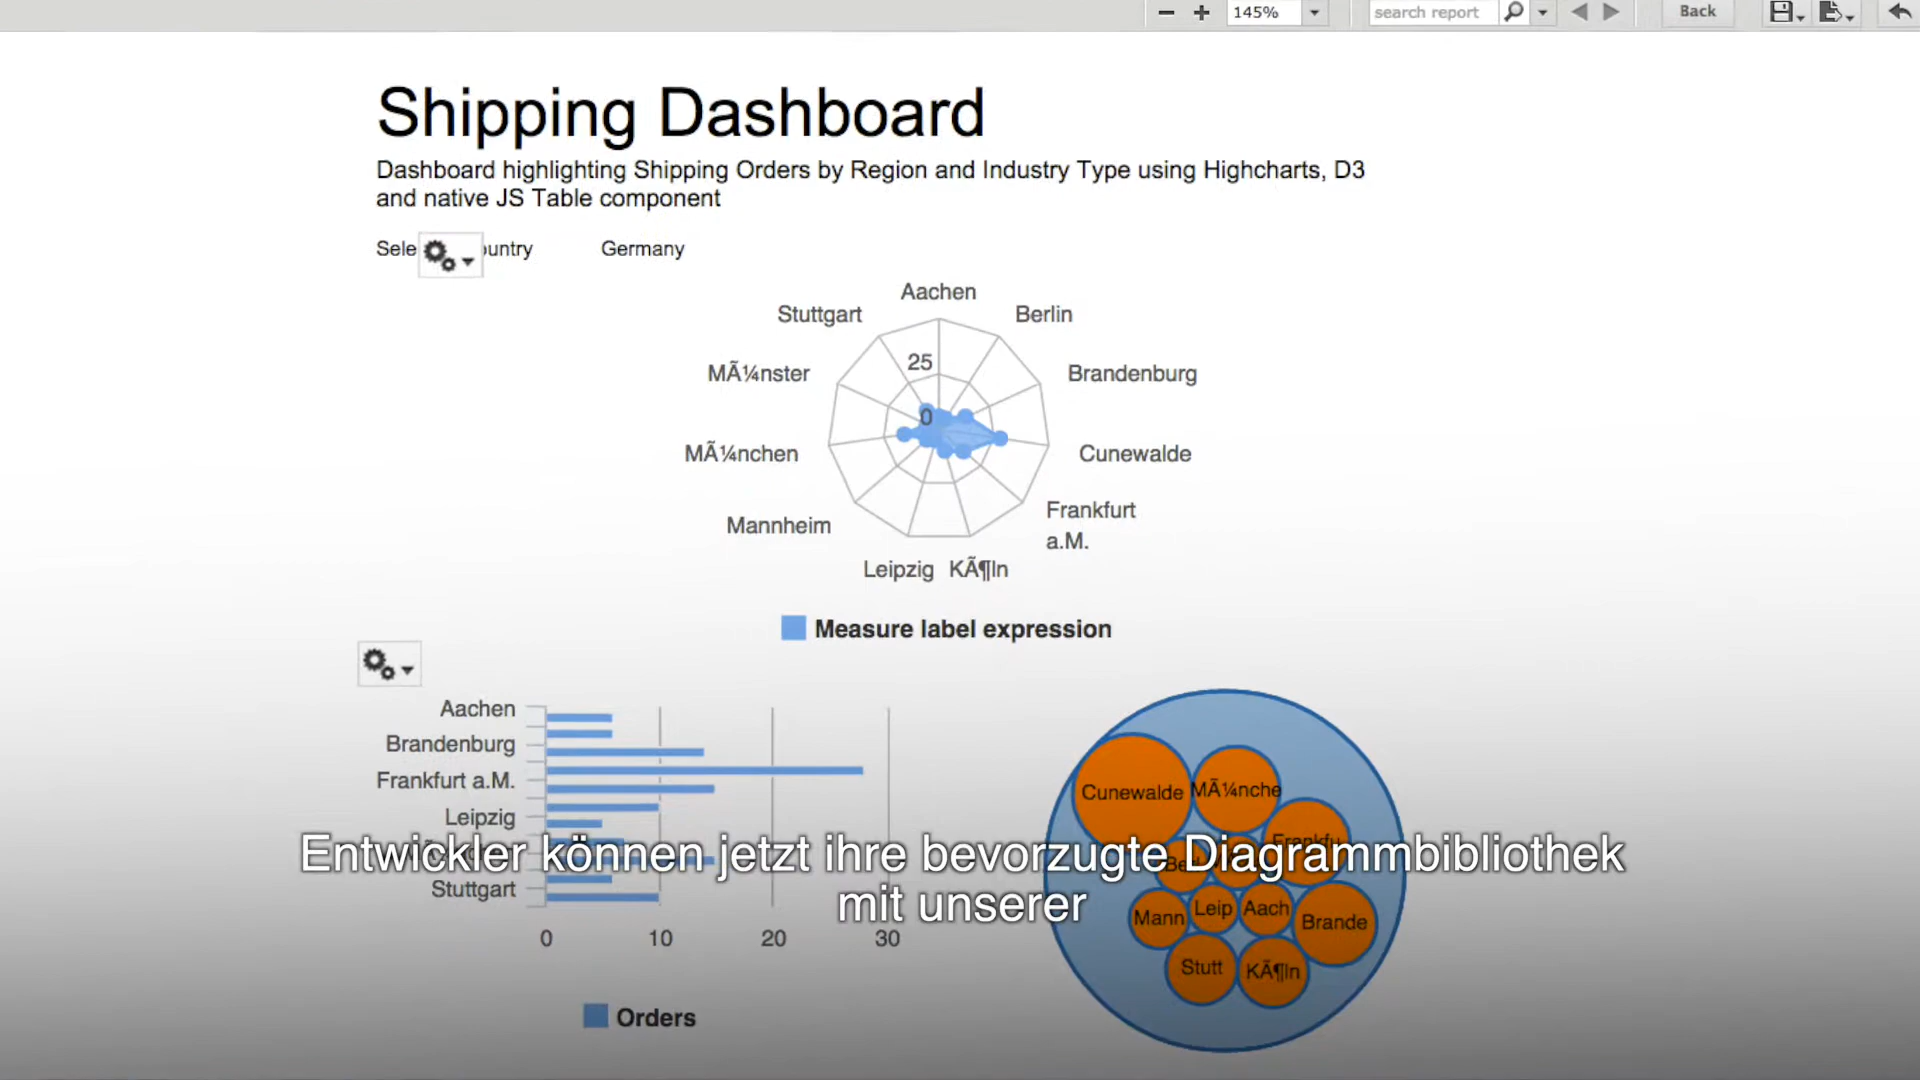 145%
search report
Back
Shipping Dashboard
Dashboard highlighting Shipping Orders by Region and Industry Type using Highcharts, D3
and native JS Table component
Sele
ountry
Germany
Aachen
Stuttgart
Berlin
MÃ¼nster
25
Brandenburg
0
MÃ¼nchen
Cunewalde
Mannheim
Frankfurt
a.M.
Leipzig
KÃ¶ln
Measure label expression
Aachen
Brandenburg
Frankfurt a.M.
Leipzig
Stuttgart
0
10
20
30
Orders
Cunewalde
MÃ¼nche
Frankfu
Entwickler können jetzt ihre bevorzugte Diagrammbibliothek
mit unserer
Mann
Leip
Aach
Brande
Stutt
KÃ¶ln